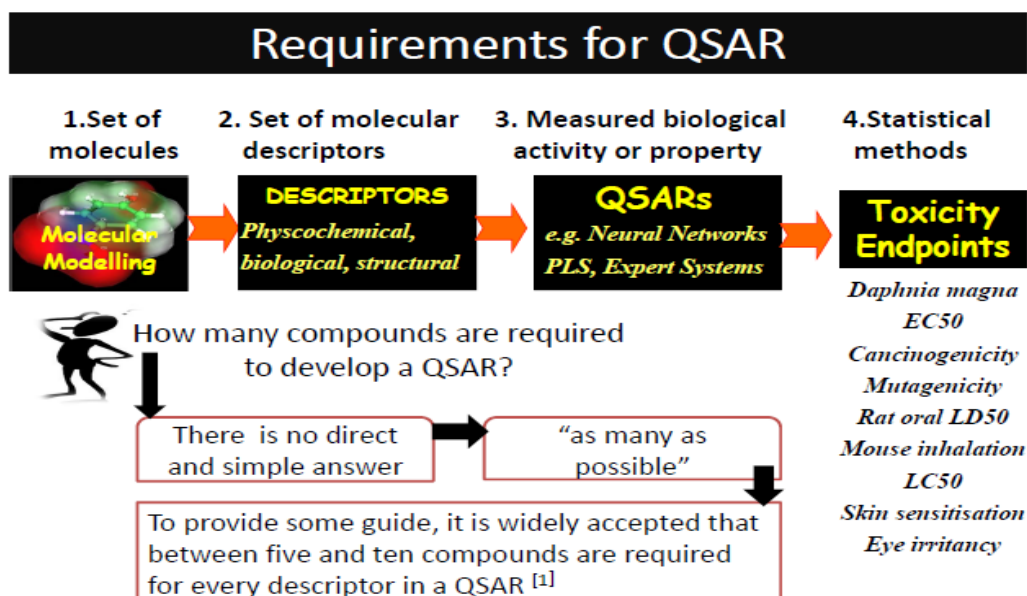 Requirements for QSAR
1.Set of
molecules
2. Set of molecular
descriptors
3. Measured biological
activity or property
4.Statistical
methods
Molecular
Modelling
DESCRIPTORS
Physcochemical,
biological, structural
QSARs
e.g. Neural Networks
PLS, Expert Systems
Toxicity
Endpoints
Daphnia magna
EC50
Cancinogenicity
Mutagenicity
Rat oral LD50
Mouse inhalation
LC50
Skin sensitisation
Eye irritancy
How many compounds are required
to develop a QSAR?
There is no direct
and simple answer
“as many as
possible”
To provide some guide, it is widely accepted that
between five and ten compounds are required
for every descriptor in a QSAR [1]